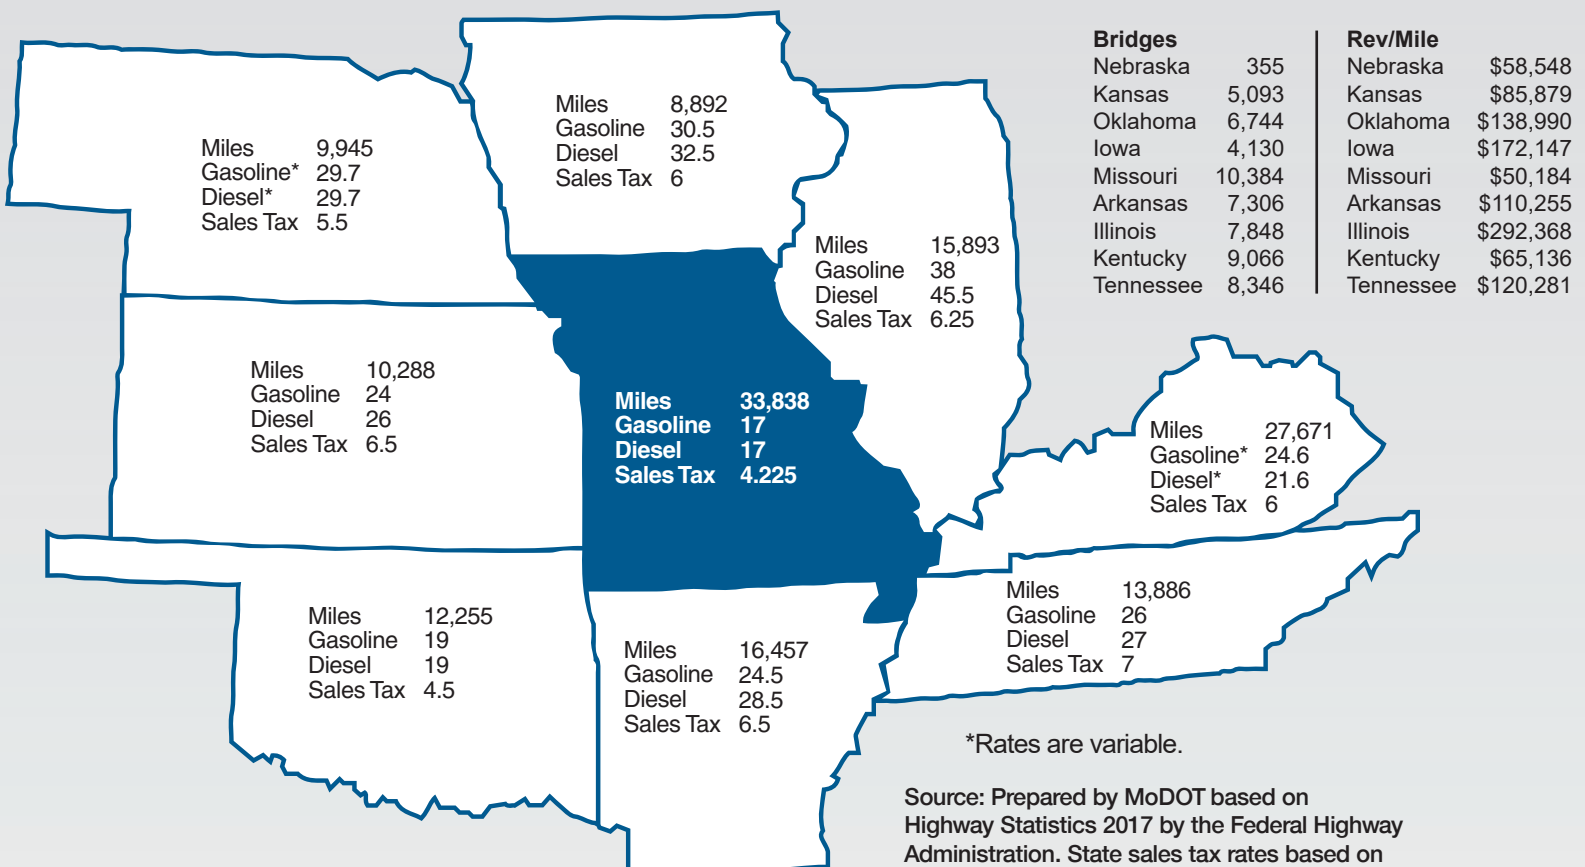 Bridges
Nebraska 355
Kansas 5,093
Oklahoma 6,744
Iowa 4,130
Missouri 10,384
Arkansas 7,306
Illinois 7,848
Kentucky 9,066
Tennessee 8,346
Rev/Mile
Nebraska $58,548
Kansas $85,879
Oklahoma $138,990
Iowa $172,147
Missouri $50,184
Arkansas $110,255
Illinois $292,368
Kentucky $65,136
Tennessee $120,281
Miles 9,945
Gasoline* 29.7
Diesel* 29.7
Sales Tax 5.5
Miles 8,892
Gasoline 30.5
Diesel 32.5
Sales Tax 6
Miles 15,893
Gasoline 38
Diesel 45.5
Sales Tax 6.25
Miles 10,288
Gasoline 24
Diesel 26
Sales Tax 6.5
Miles 33,838
Gasoline 17
Diesel 17
Sales Tax 4.225
Miles 27,671
Gasoline* 24.6
Diesel* 21.6
Sales Tax 6
Miles 12,255
Gasoline 19
Diesel 19
Sales Tax 4.5
Miles 16,457
Gasoline 24.5
Diesel 28.5
Sales Tax 6.5
Miles 13,886
Gasoline 26
Diesel 27
Sales Tax 7
*Rates are variable.
Source: Prepared by MoDOT based on
Highway Statistics 2017 by the Federal Highway
Administration. State sales tax rates based on